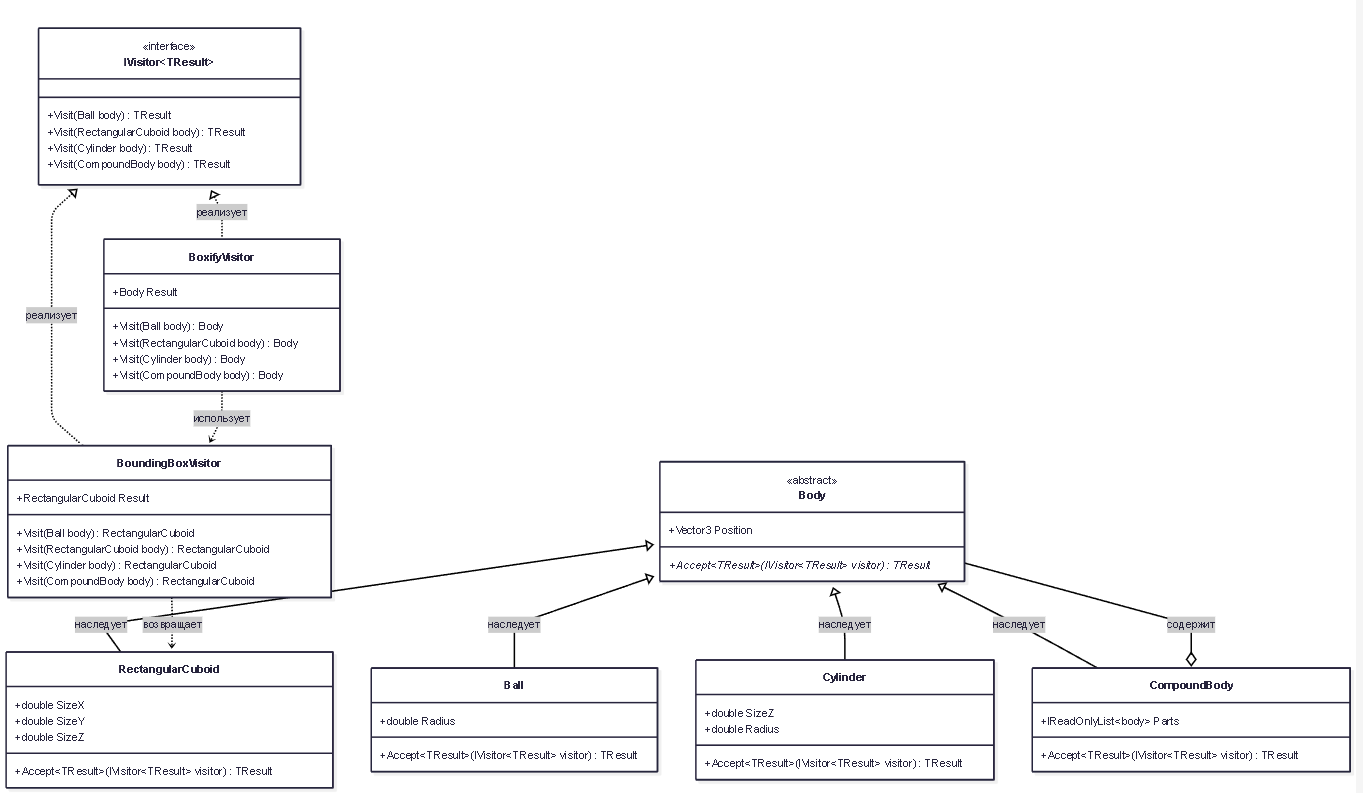 «interface»
IVisitor<TResult>
+Visit(Ball body) : TResult
+Visit(RectangularCuboid body) : TResult
+Visit(Cylinder body) : TResult
+Visit(CompoundBody body) : TResult
реализует
BoxifyVisitor
+Body Result
+Visit(Ball body) : Body
+Visit(RectangularCuboid body) : Body
+Visit(Cylinder body) : Body
+Visit(CompoundBody body) : Body
реализует
использует
BoundingBoxVisitor
+RectangularCuboid Result
+Visit(Ball body) : RectangularCuboid
+Visit(RectangularCuboid body) : RectangularCuboid
+Visit(Cylinder body) : RectangularCuboid
+Visit(CompoundBody body) : RectangularCuboid
«abstract»
Body
+Vector3 Position
+Accept<TResult>(IVisitor<TResult> visitor) : TResult
наследует
возвращает
наследует
наследует
наследует
содержит
RectangularCuboid
+double SizeX
+double SizeY
+double SizeZ
+Accept<TResult>(IVisitor<TResult> visitor) : TResult
Ball
+double Radius
+Accept<TResult>(IVisitor<TResult> visitor) : TResult
Cylinder
+double SizeZ
+double Radius
+Accept<TResult>(IVisitor<TResult> visitor) : TResult
CompoundBody
+IReadOnlyList<body> Parts
+Accept<TResult>(IVisitor<TResult> visitor) : TResult